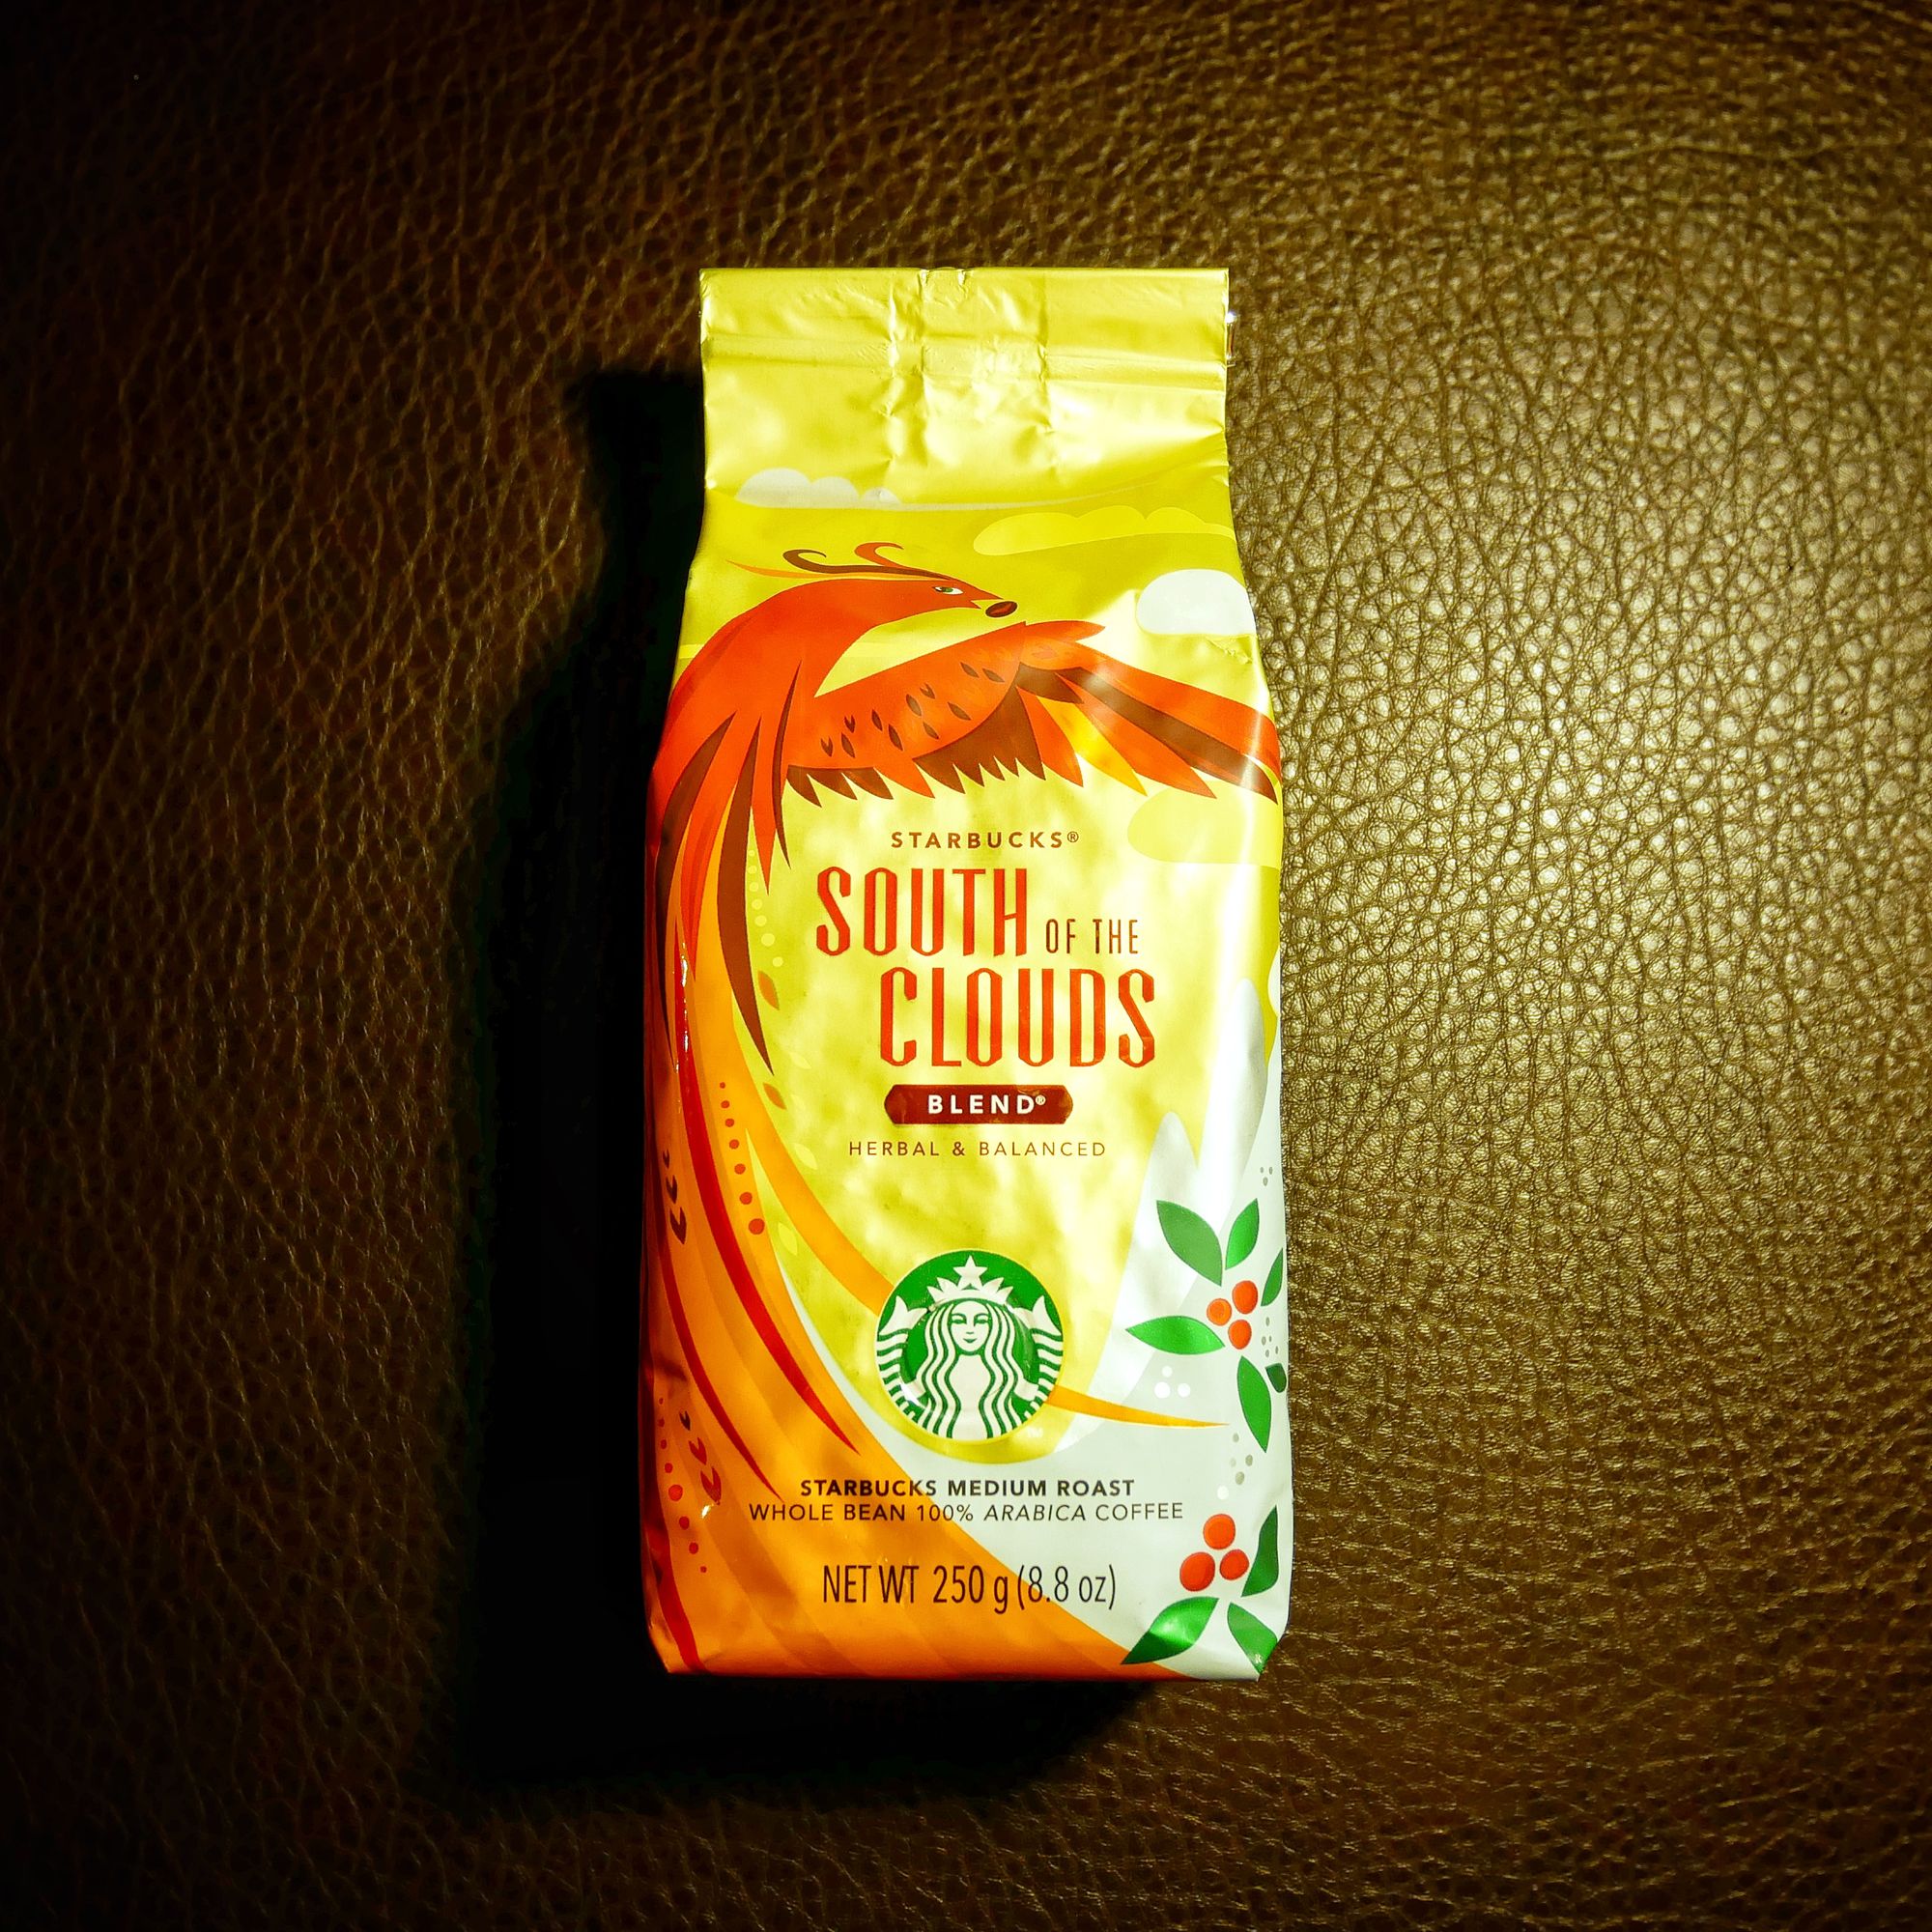 STARBUCKS®
SOUTH OF THE
CLOUDS
BLEND®
HERBAL & BALANCED
TM
STARBUCKS MEDIUM ROAST
WHOLE BEAN 100% ARABICA COFFEE
NET WT 250 g (8.8 oz)